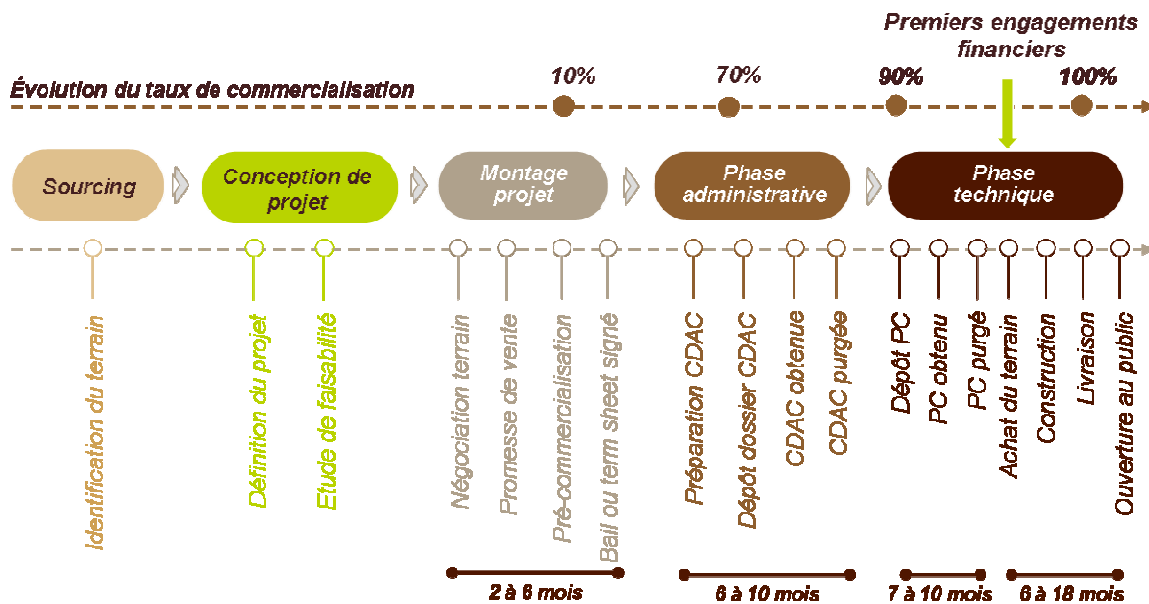 Premiers engagements
financiers
Évolution du taux de commercialisation
10%
70%
90%
100%
Sourcing
Conception de
projet
Montage
projet
Phase
administrative
Phase
technique
Identification du terrain
Définition du projet
Etude de faisabilité
Négociation terrain
Promesse de vente
Pré-commercialisation
Bail ou term sheet signé
Préparation CDAC
Dépôt dossier CDAC
CDAC obtenue
CDAC purgée
Dépôt PC
PC obtenu
PC purgé
Achat du terrain
Construction
Livraison
Ouverture au public
2 à 6 mois
6 à 10 mois
7 à 10 mois
6 à 18 mois